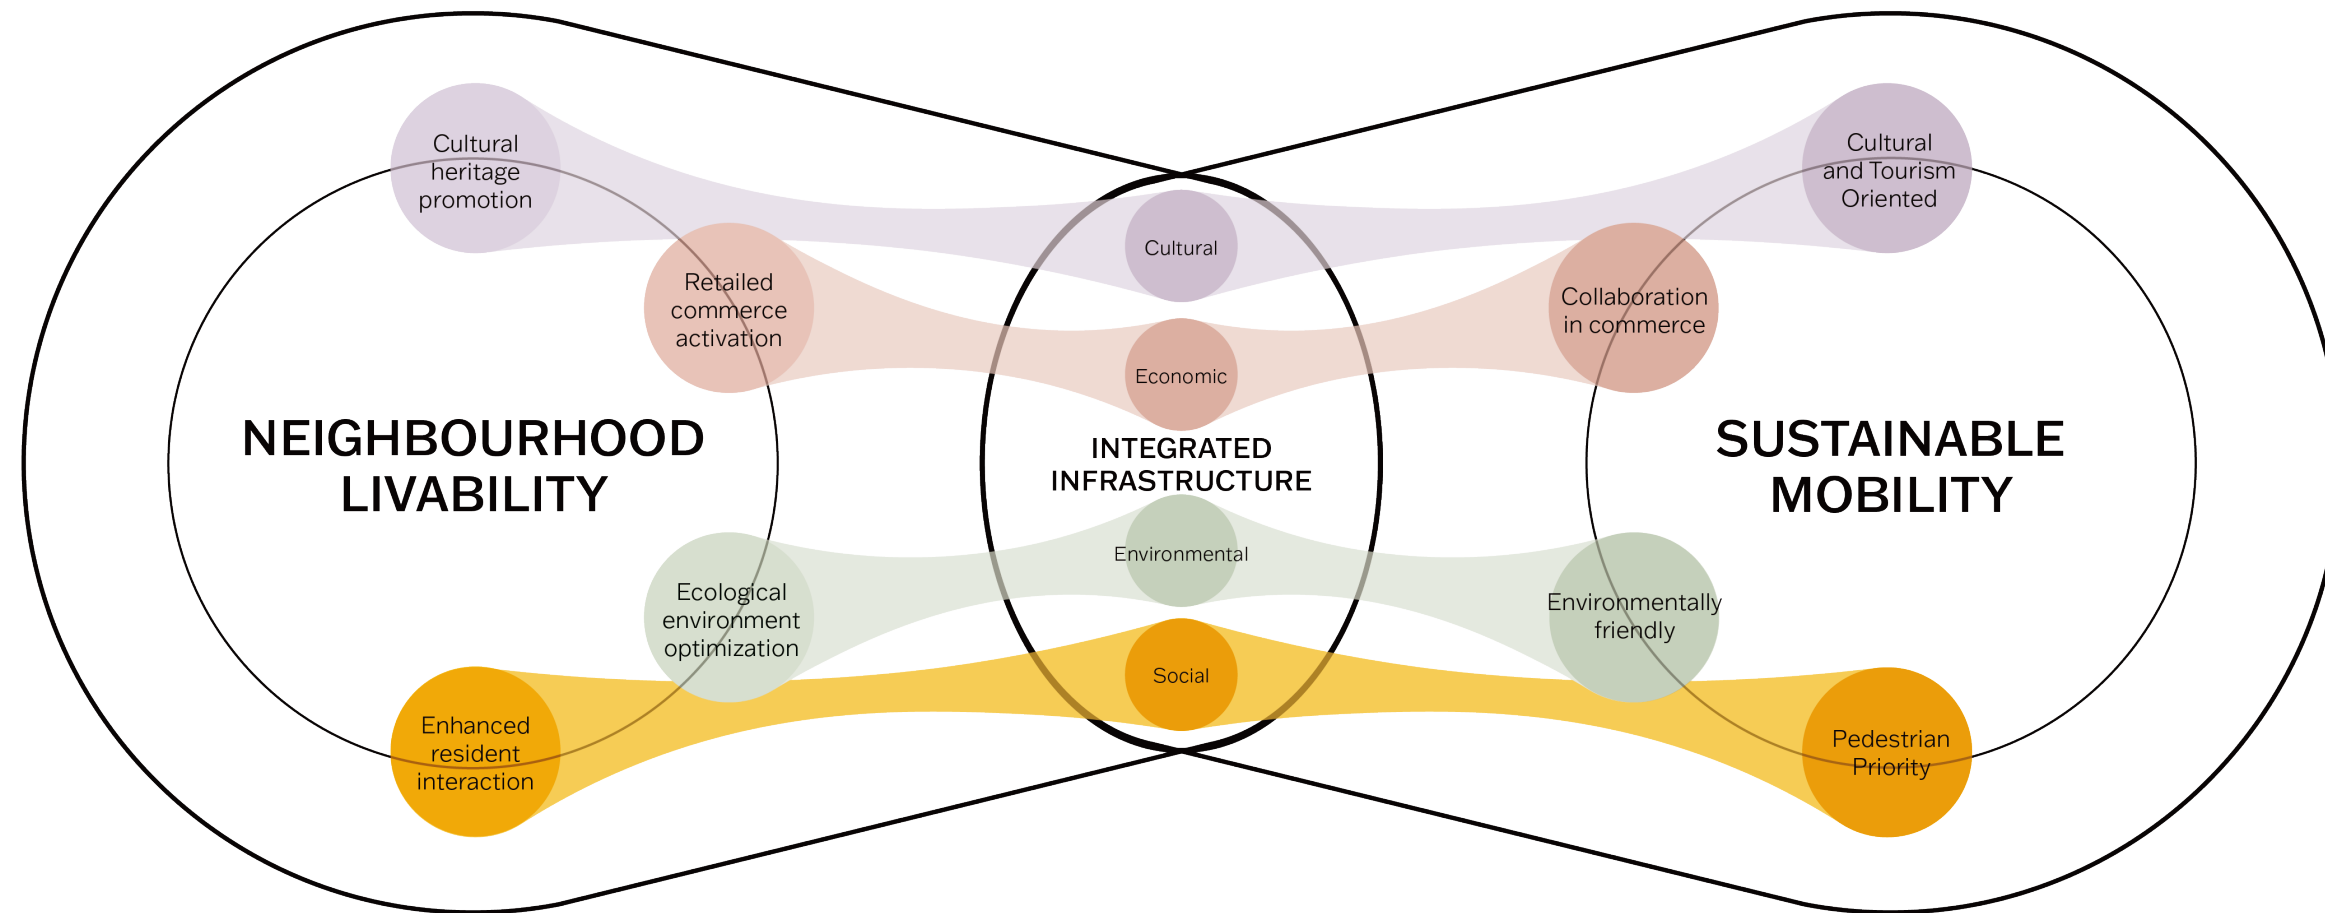 Cultural
heritage
promotion
Retailed
commerce
activation
NEIGHBOURHOOD
LIVABILITY
Ecological
environment
optimization
Enhanced
resident
interaction
Cultural
Economic
INTEGRATED
INFRASTRUCTURE
Environmental
Social
Cultural
and Tourism
Oriented
Collaboration
in commerce
SUSTAINABLE
MOBILITY
Environmentally
friendly
Pedestrian
Priority